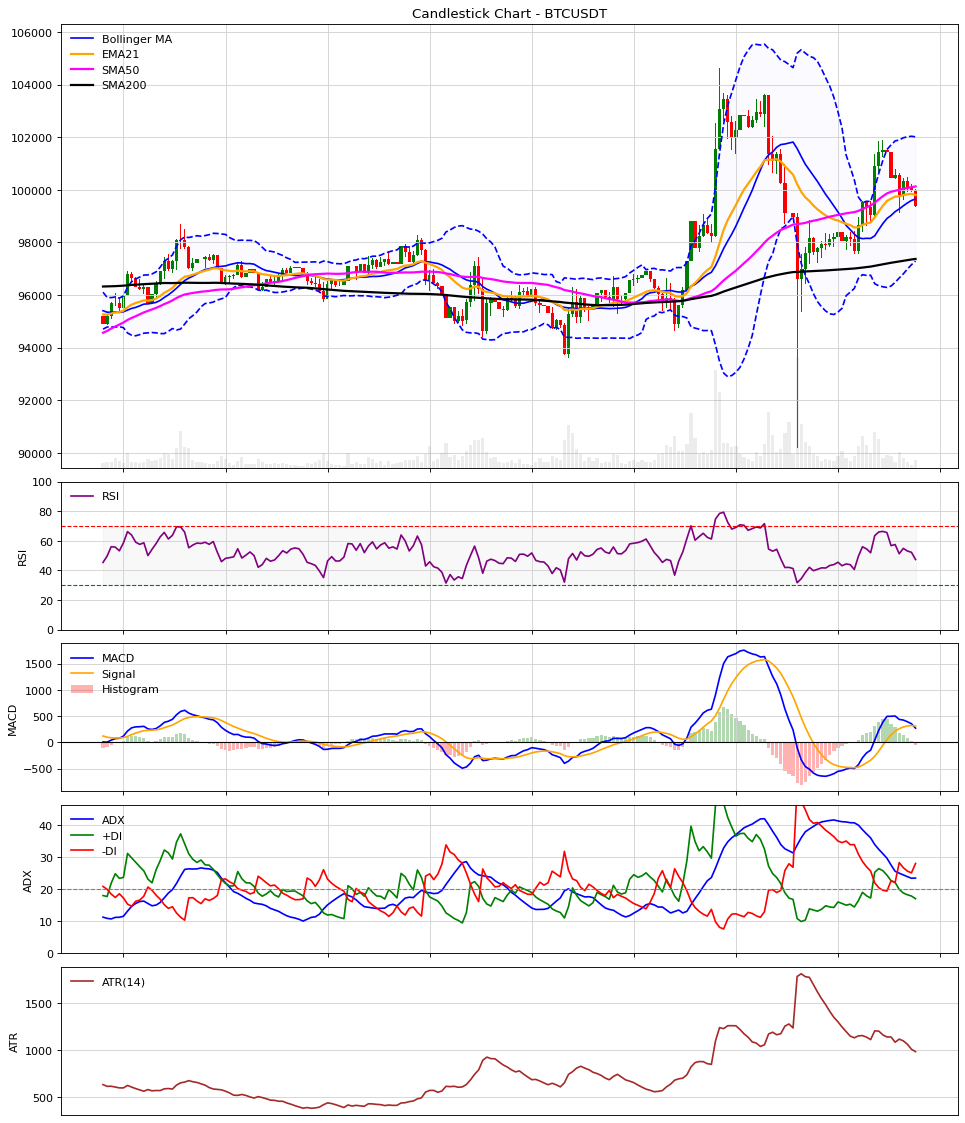 Candlestick Chart - BTCUSDT
106000
104000
102000
100000
98000
96000
94000
92000
90000
Bollinger MA
EMA21
SMA50
SMA200
100
80
60
40
20
0
RSI
RSI
1500
1000
500
0
−500
MACD
MACD
Signal
Histogram
40
30
20
10
0
ADX
ADX
+DI
-DI
1500
1000
500
ATR
ATR(14)